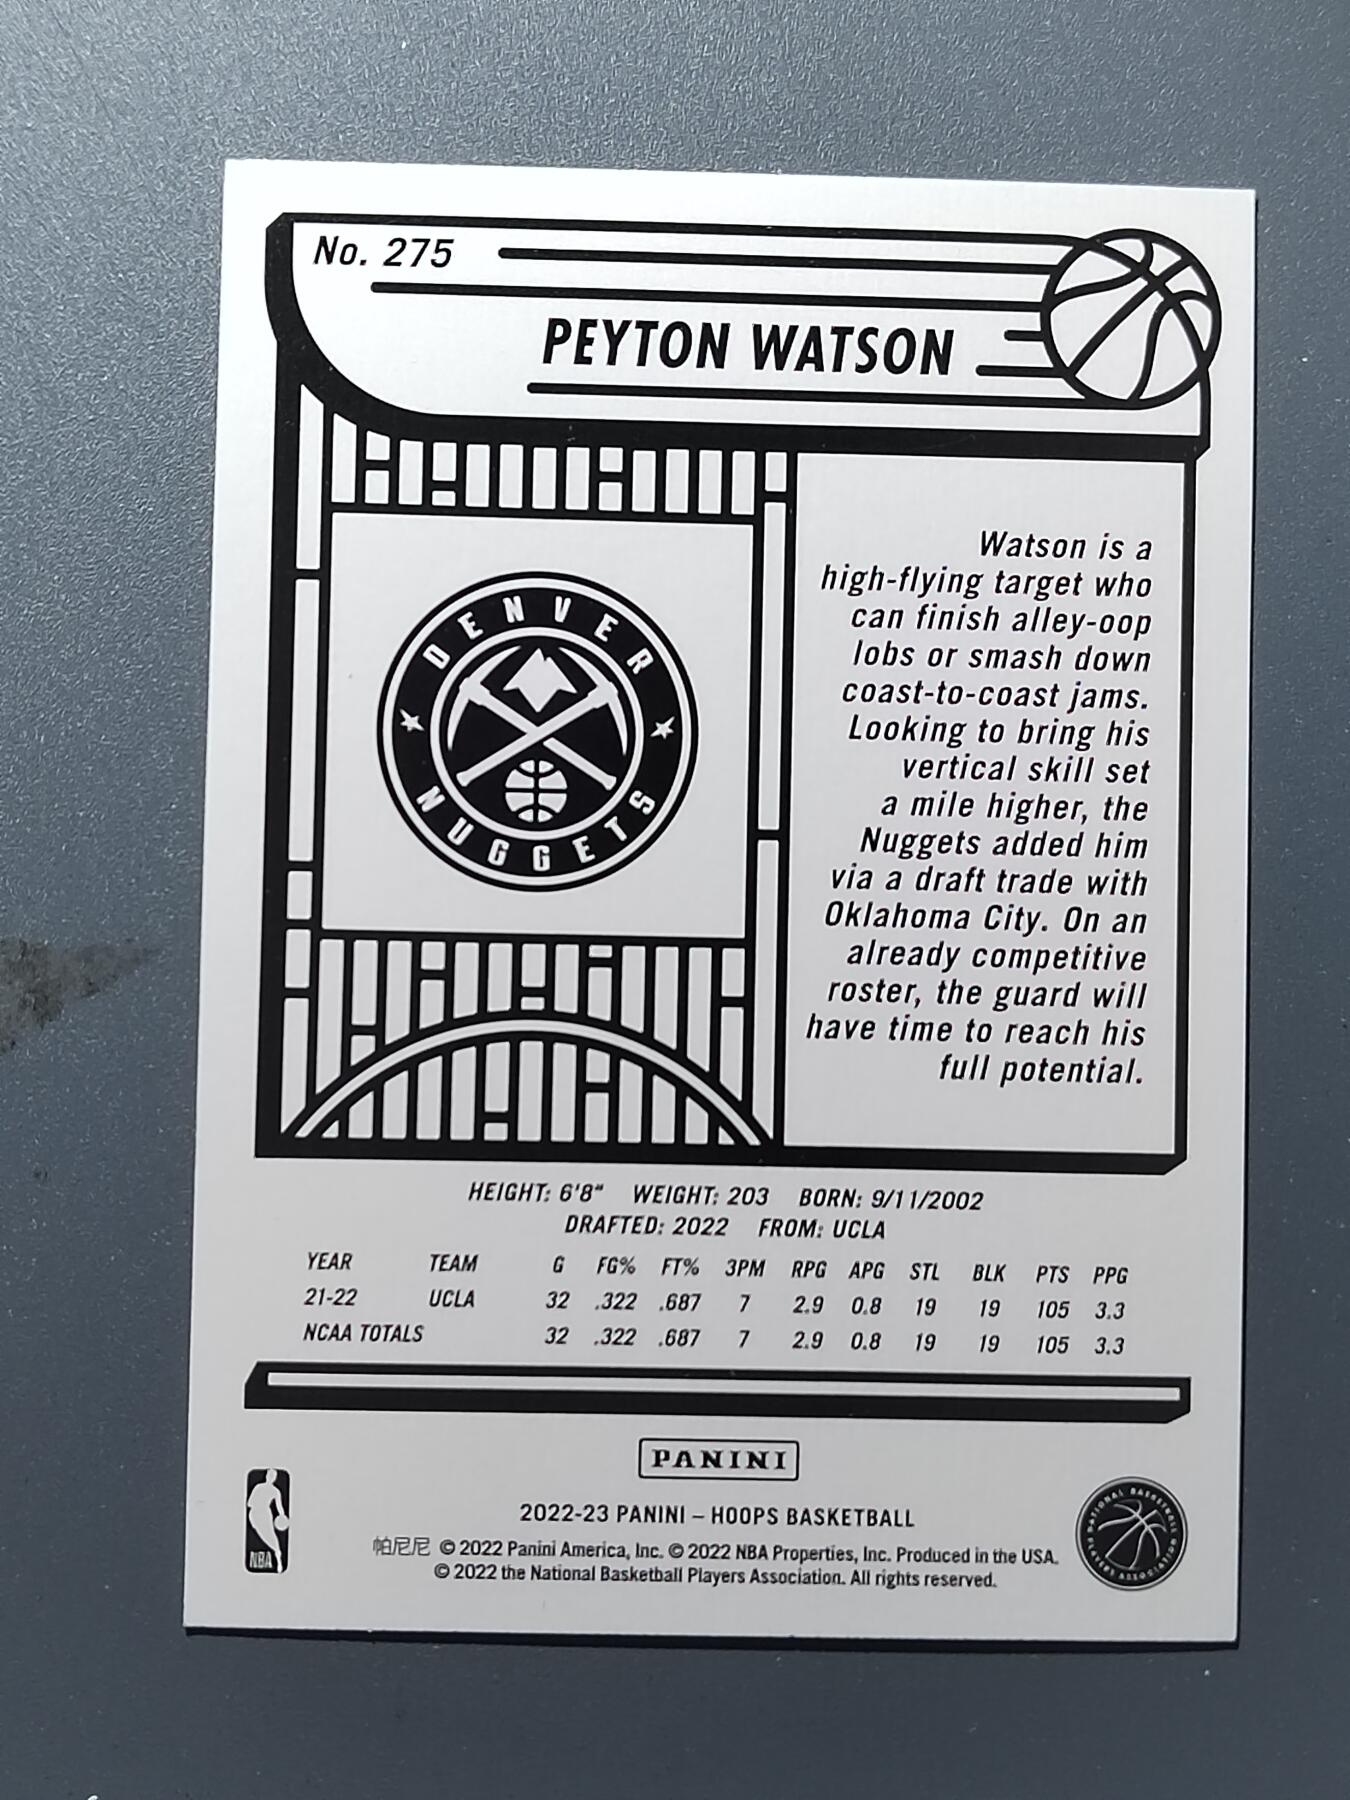 No. 275
PEYTON WATSON
DENVER
NUGGETS
Watson is a
high-flying target who
can finish alley-oop
lobs or smash down
coast-to-coast jams.
Looking to bring his
vertical skill set
a mile higher, the
Nuggets added him
via a draft trade with
Oklahoma City. On an
already competitive
roster, the guard will
have time to reach his
full potential.
HEIGHT: 6'8" WEIGHT: 203 BORN: 9/11/2002
DRAFTED: 2022 FROM: UCLA
YEAR TEAM G FG% FT% 3PM RPG APG STL BLK PTS PPG
21-22 UCLA 32 .322 .687 7 2.9 0.8 19 19 105 3.3
NCAA TOTALS 32 .322 .687 7 2.9 0.8 19 19 105 3.3
PANINI
2022-23 PANINI – HOOPS BASKETBALL
帕尼尼 © 2022 Panini America, Inc. © 2022 NBA Properties, Inc. Produced in the USA.
© 2022 the National Basketball Players Association. All rights reserved.
NBA
NATIONAL BASKETBALL
PLAYERS ASSOCIATION